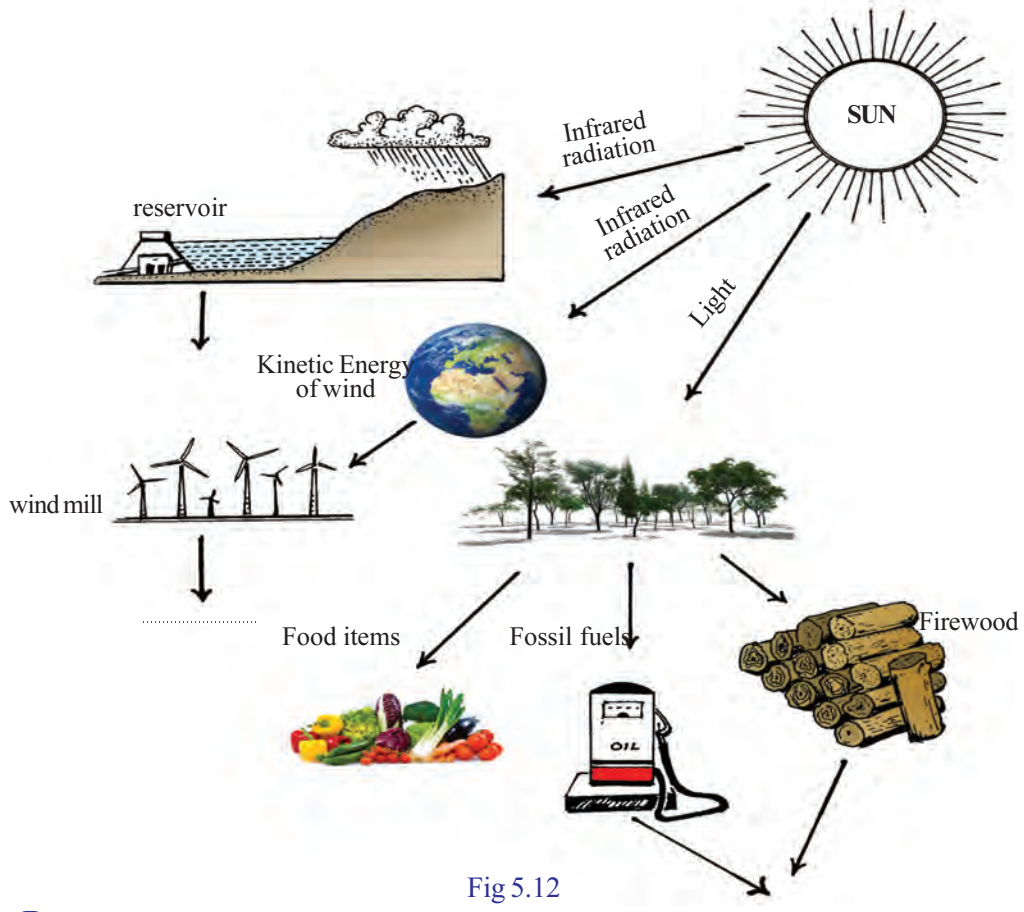 SUN
Infrared
radiation
Infrared
radiation
reservoir
Light
Kinetic Energy
of wind
wind mill
Food items
Fossil fuels
Firewood
OIL
Fig 5.12